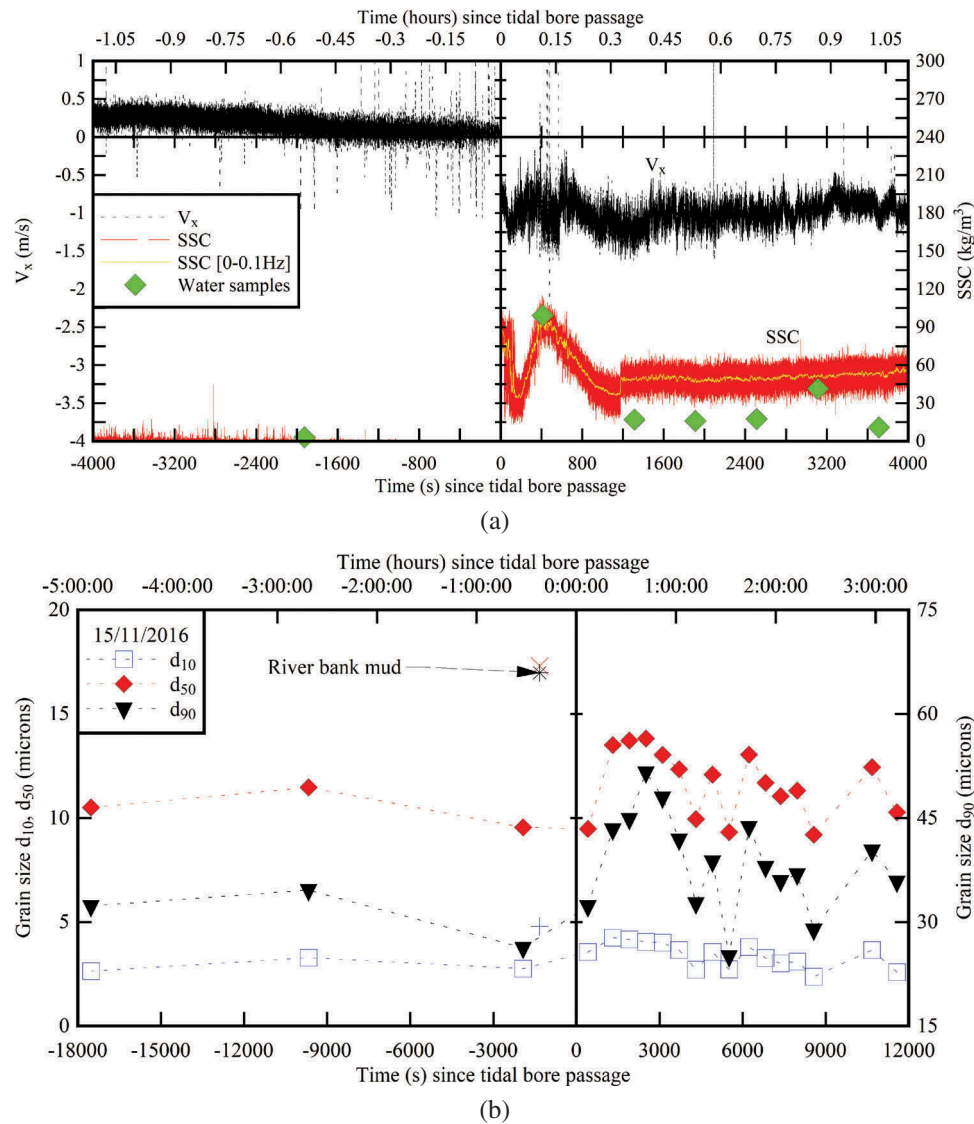 Time (hours) since tidal bore passage
-1.05 -0.9 -0.75 -0.6 -0.45 -0.3 -0.15 0 0.15 0.3 0.45 0.6 0.75 0.9 1.05
1 300
0.5 270
0 240
-0.5 210
-1 180
-1.5 150
-2 120
-2.5 90
-3 60
-3.5 30
-4 0
V_x (m/s)
SSC (kg/m³)
V_x
SSC
SSC [0-0.1Hz]
Water samples
V_x
SSC
-4000 -3200 -2400 -1600 -800 0 800 1600 2400 3200 4000
Time (s) since tidal bore passage
(a)
Time (hours) since tidal bore passage
-5:00:00 -4:00:00 -3:00:00 -2:00:00 -1:00:00 0:00:00 1:00:00 2:00:00 3:00:00
20 75
15 60
10 45
5 30
0 15
Grain size d₁₀, d₅₀ (microns)
Grain size d₉₀ (microns)
15/11/2016
d₁₀
d₅₀
d₉₀
River bank mud
-18000 -15000 -12000 -9000 -6000 -3000 0 3000 6000 9000 12000
Time (s) since tidal bore passage
(b)